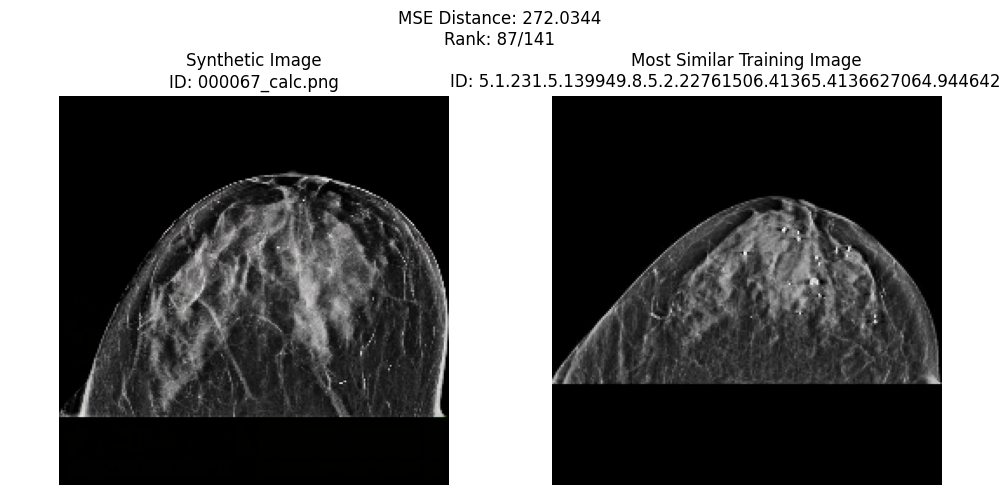 MSE Distance: 272.0344
Rank: 87/141
Synthetic Image
ID: 000067_calc.png
Most Similar Training Image
ID: 5.1.231.5.139949.8.5.2.22761506.41365.4136627064.944642